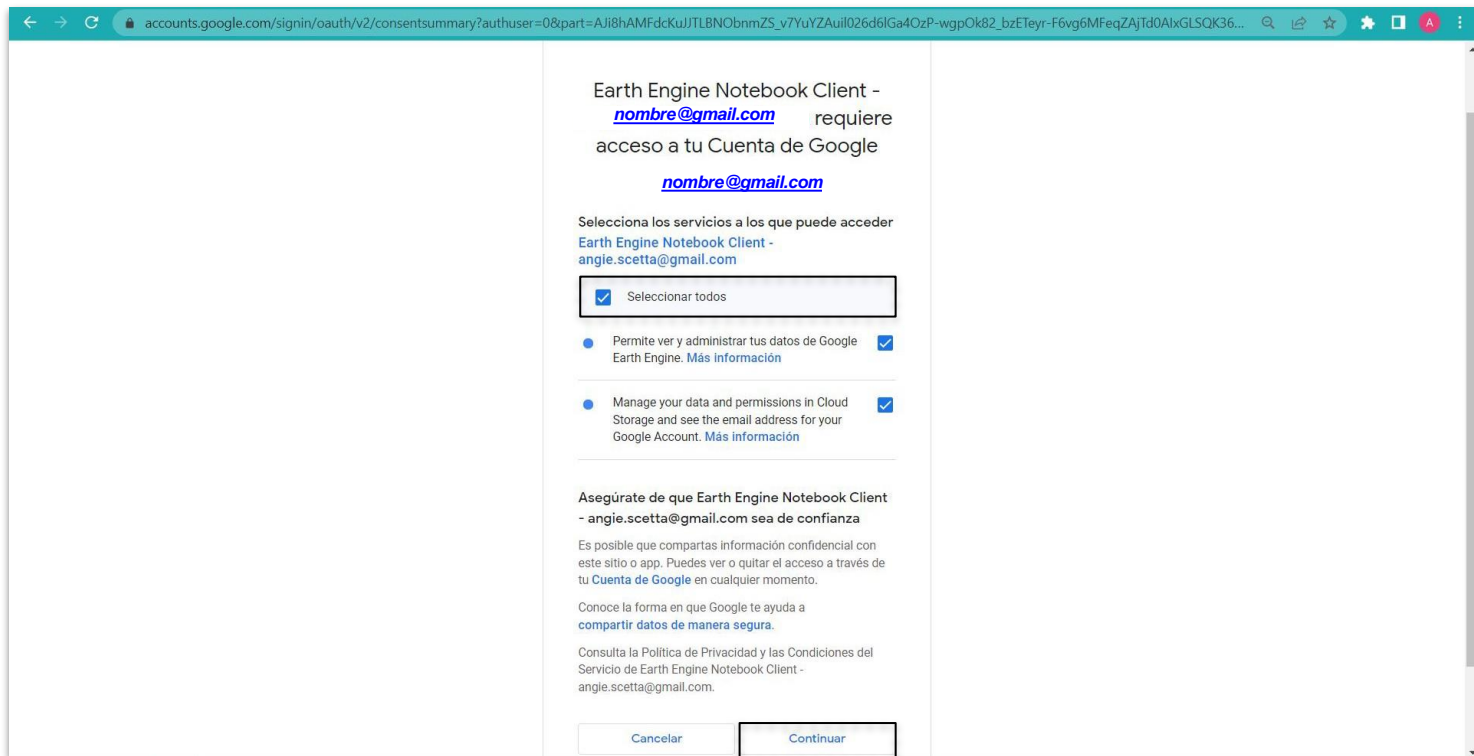 accounts.google.com/signin/oauth/v2/consentsummary?authuser=0&part=AJi8hAMFdcKuJJTLBNObnmZS_v7YuYZAuil026d6lGa4OzP-wgpOk82_bzETeyr-F6vg6MFeqZAjTd0AIxGLSQK36...
A
Earth Engine Notebook Client -
nombre@gmail.com requiere
acceso a tu Cuenta de Google
nombre@gmail.com
Selecciona los servicios a los que puede acceder
Earth Engine Notebook Client -
angie.scetta@gmail.com
Seleccionar todos
Permite ver y administrar tus datos de Google
Earth Engine. Más información
Manage your data and permissions in Cloud
Storage and see the email address for your
Google Account. Más información
Asegúrate de que Earth Engine Notebook Client
- angie.scetta@gmail.com sea de confianza
Es posible que compartas información confidencial con
este sitio o app. Puedes ver o quitar el acceso a través de
tu Cuenta de Google en cualquier momento.
Conoce la forma en que Google te ayuda a
compartir datos de manera segura.
Consulta la Política de Privacidad y las Condiciones del
Servicio de Earth Engine Notebook Client -
angie.scetta@gmail.com.
Cancelar
Continuar